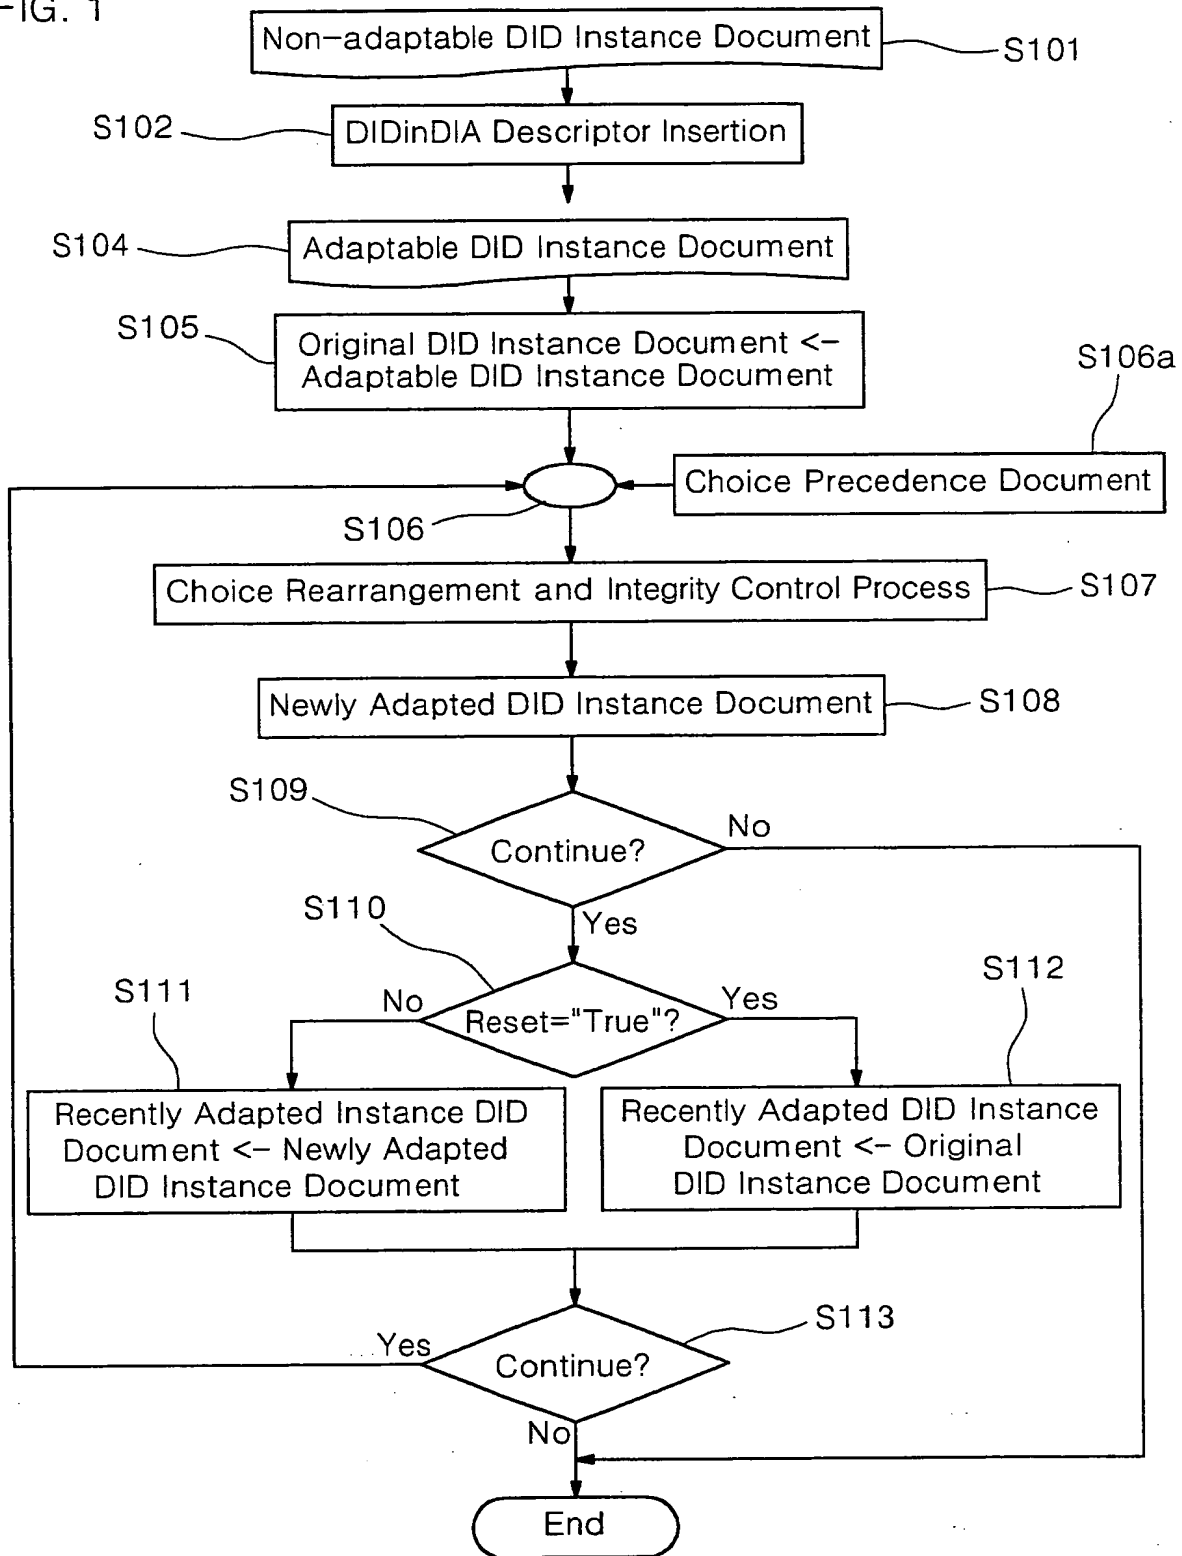 FIG. 1
Non-adaptable DID Instance Document
S101
S102
DIDinDIA Descriptor Insertion
S104
Adaptable DID Instance Document
S105
Original DID Instance Document <-
Adaptable DID Instance Document
S106a
Choice Precedence Document
S106
Choice Rearrangement and Integrity Control Process
S107
Newly Adapted DID Instance Document
S108
S109
Continue?
No
Yes
S110
Reset="True"?
No
Yes
S111
S112
Recently Adapted Instance DID
Document <- Newly Adapted
DID Instance Document
Recently Adapted DID Instance
Document <- Original
DID Instance Document
S113
Yes
Continue?
No
End